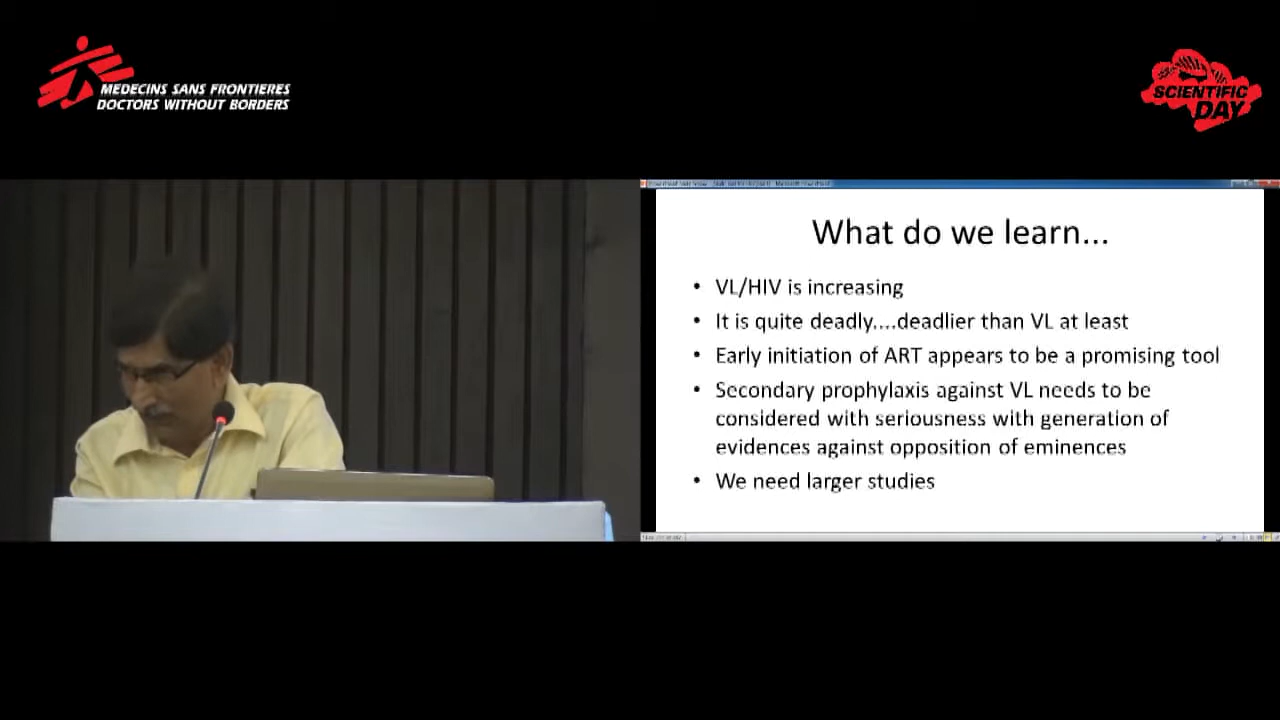 MEDECINS SANS FRONTIERES
DOCTORS WITHOUT BORDERS
SCIENTIFIC
DAY
What do we learn...
• VL/HIV is increasing
• It is quite deadly....deadlier than VL at least
• Early initiation of ART appears to be a promising tool
• Secondary prophylaxis against VL needs to be
considered with seriousness with generation of
evidences against opposition of eminences
• We need larger studies